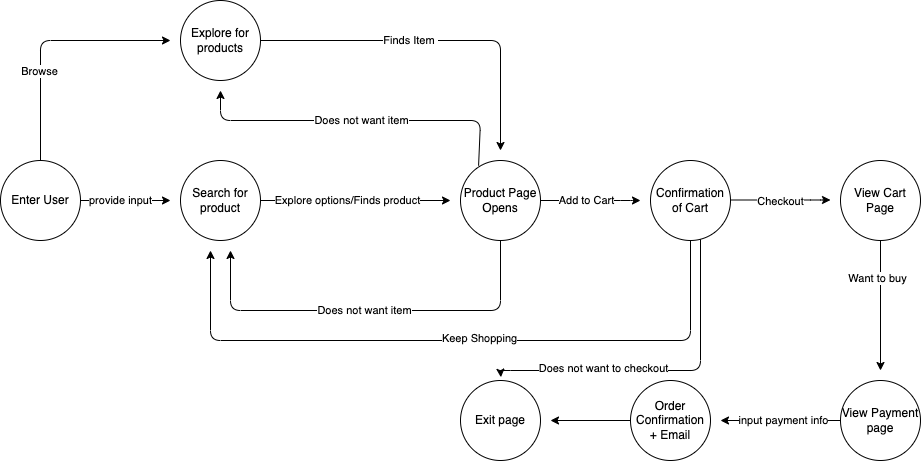 Explore for
products
Finds Item
Browse
Does not want item
Enter User
provide input
Search for
product
Explore options/Finds product
Product Page
Opens
Add to Cart
Confirmation
of Cart
Checkout
View Cart
Page
Want to buy
Does not want item
Keep Shopping
Does not want to checkout
Exit page
Order
Confirmation
+ Email
input payment info
View Payment
page